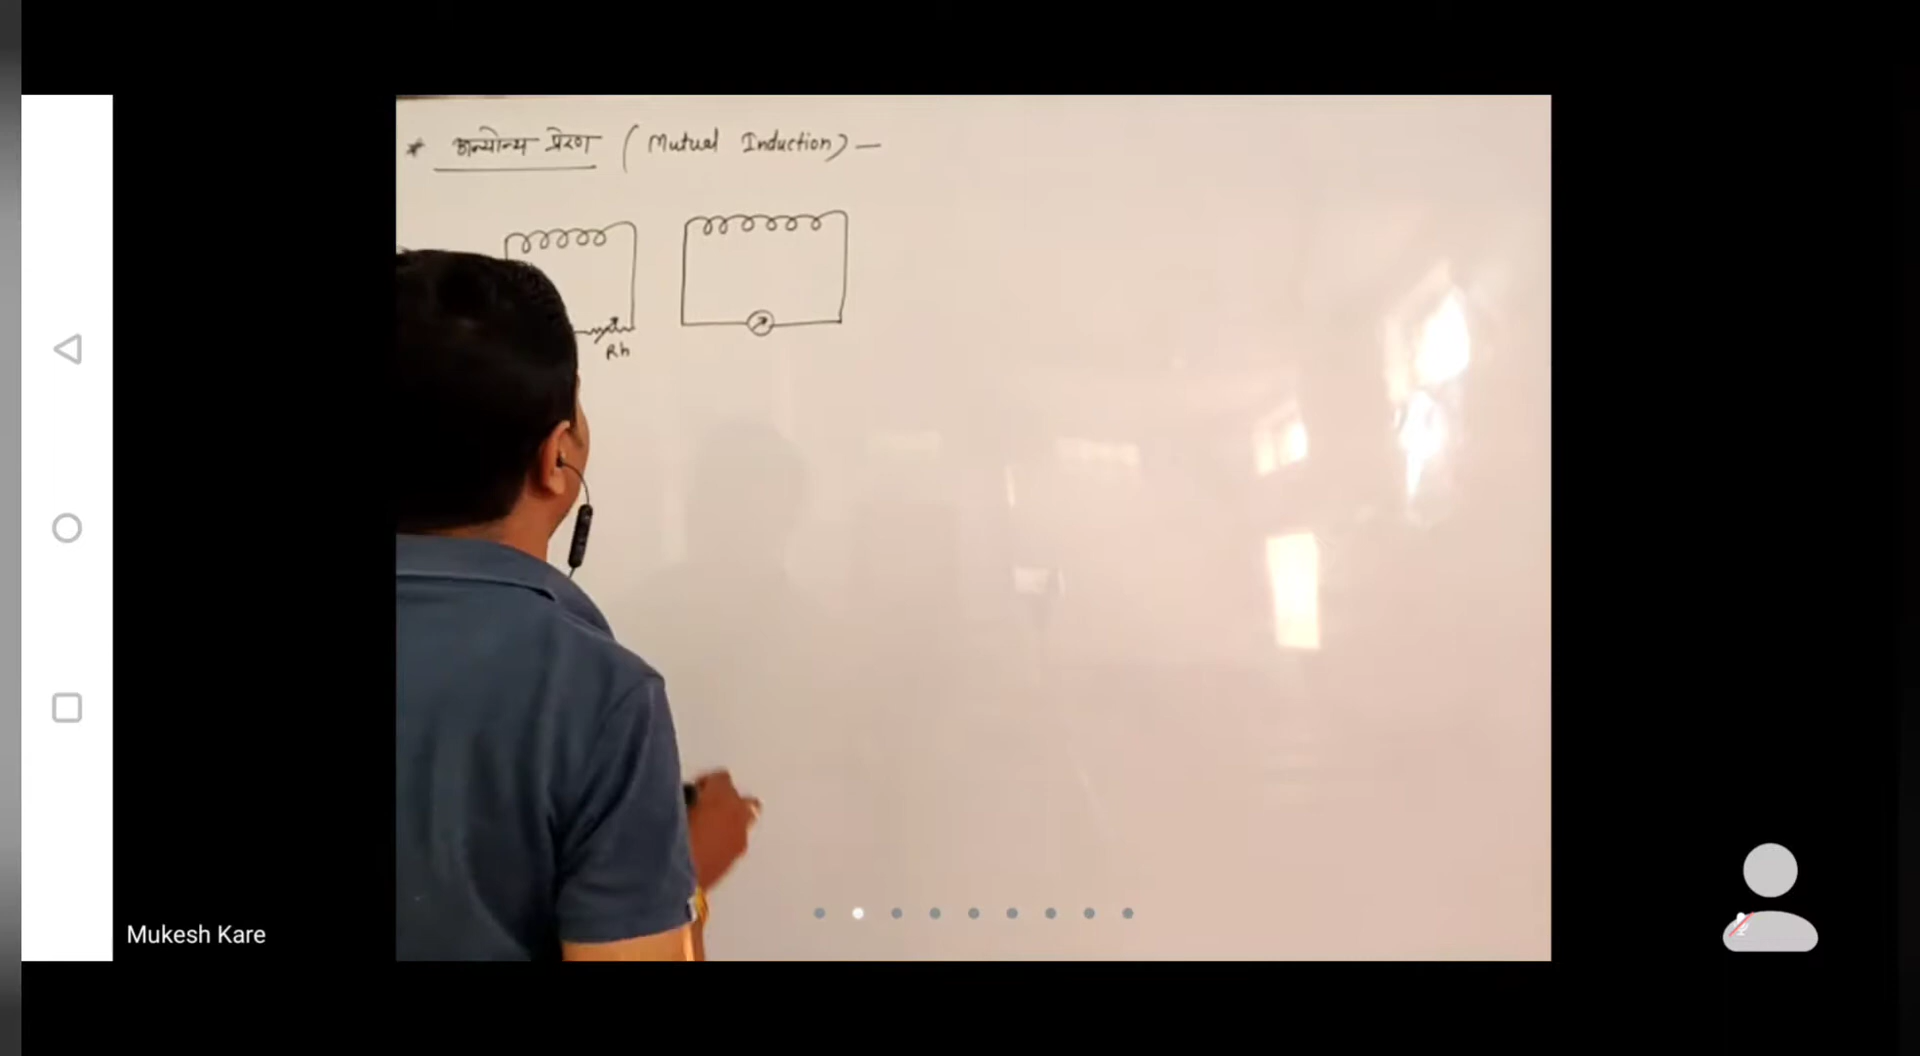 * अन्योन्य प्रेरण (Mutual Induction) —
Rh
Mukesh Kare